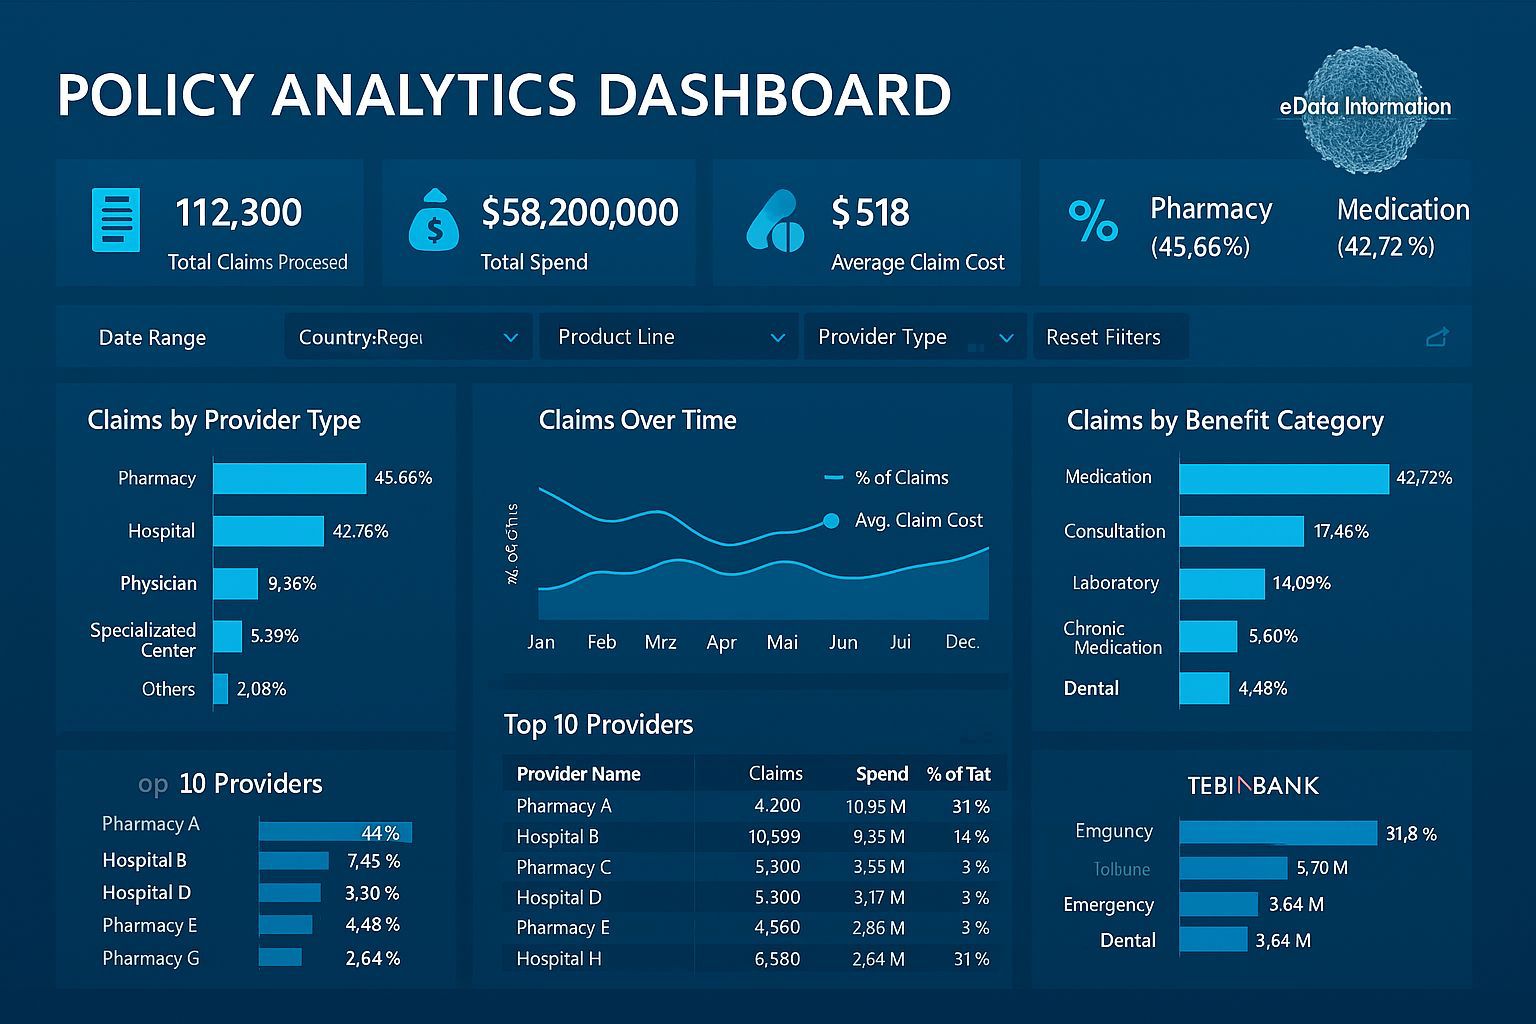 POLICY ANALYTICS DASHBOARD
eData Information
112,300
Total Claims Procesed
$58,200,000
Total Spend
$518
Average Claim Cost
%
Pharmacy
(45,66%)
Medication
(42,72 %)
Date Range
Country:Reger
Product Line
Provider Type
Reset Fiiters
Claims by Provider Type
Pharmacy 45.66%
Hospital 42.76%
Physician 9,36%
Specializated
Center
5.39%
Others 2,08%
Claims Over Time
% of Claims
Avg. Claim Cost
Jan Feb Mrz Apr Mai Jun Jui Dec.
Claims by Benefit Category
Medication 42,72%
Consultation 17,46%
Laboratory 14,09%
Chronic
Medication
5,60%
Dental 4,48%
op 10 Providers
Pharmacy A 44%
Hospital B 7,45 %
Hospital D 3,30 %
Pharmacy E 4,48 %
Pharmacy G 2,64 %
Top 10 Providers
Provider Name Claims Spend % of Tat
Pharmacy A 4.200 10,95 M 31 %
Hospital B 10,599 9,35 M 14 %
Pharmacy C 5,300 3,55 M 3 %
Hospital D 5.300 3,17 M 3 %
Pharmacy E 4,560 2,86 M 3 %
Hospital H 6,580 2,64 M 31 %
TEBINBANK
Emguncy 31,8 %
Tolbune 5,70 M
Emergency 3.64 M
Dental 3,64 M